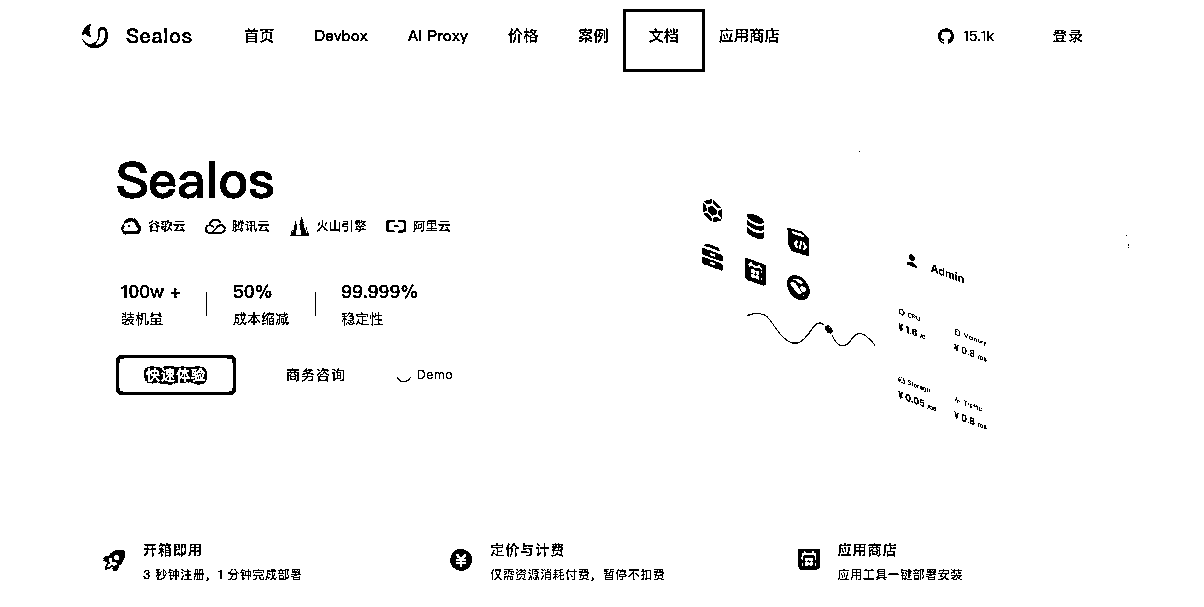 Sealos 首页 Devbox AI Proxy 价格 案例 文档 应用商店 15.1k 登录
Sealos
谷歌云 腾讯云 火山引擎 阿里云
100w + 50% 99.999%
装机量 成本缩减 稳定性
快速体验 商务咨询 Demo
Admin
CPU
¥1.6
Memory
¥0.8
Storage
¥0.05
Traffic
¥0.8
开箱即用
3 秒钟注册，1 分钟完成部署
定价与计费
仅需资源消耗付费，暂停不扣费
应用商店
应用工具一键部署安装